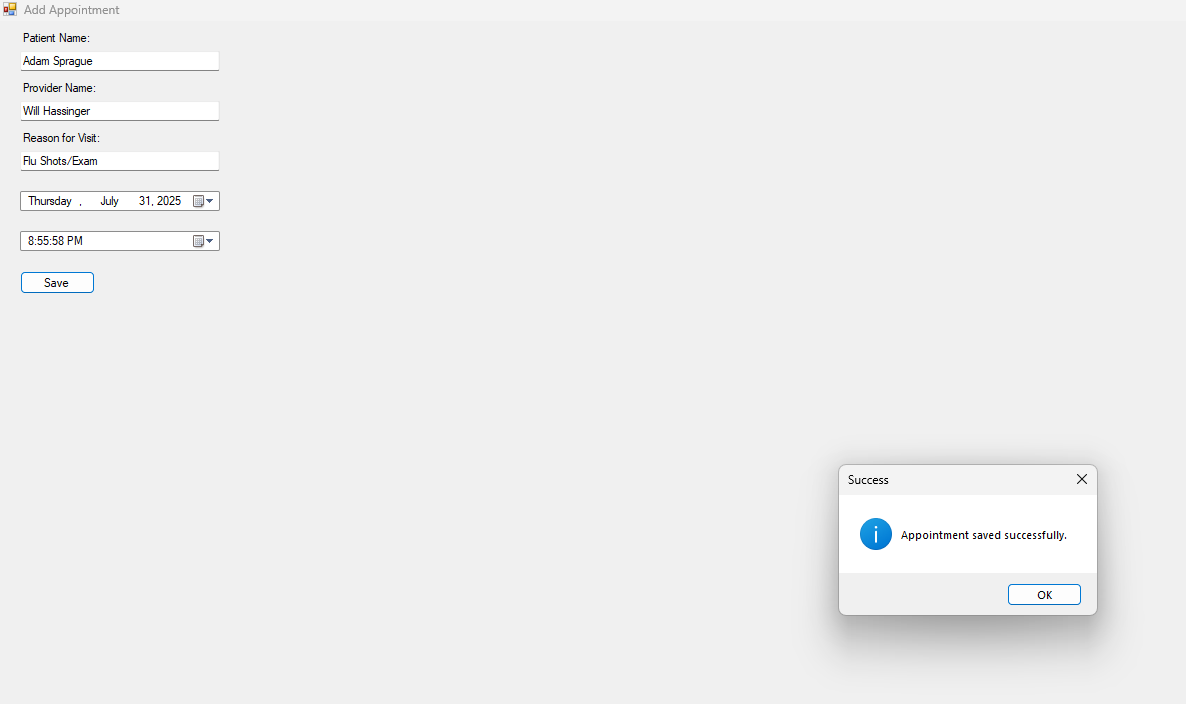 Add Appointment
Patient Name:
Adam Sprague
Provider Name:
Will Hassinger
Reason for Visit:
Flu Shots/Exam
Thursday , July 31, 2025
8:55:58 PM
Save
Success
Appointment saved successfully.
OK